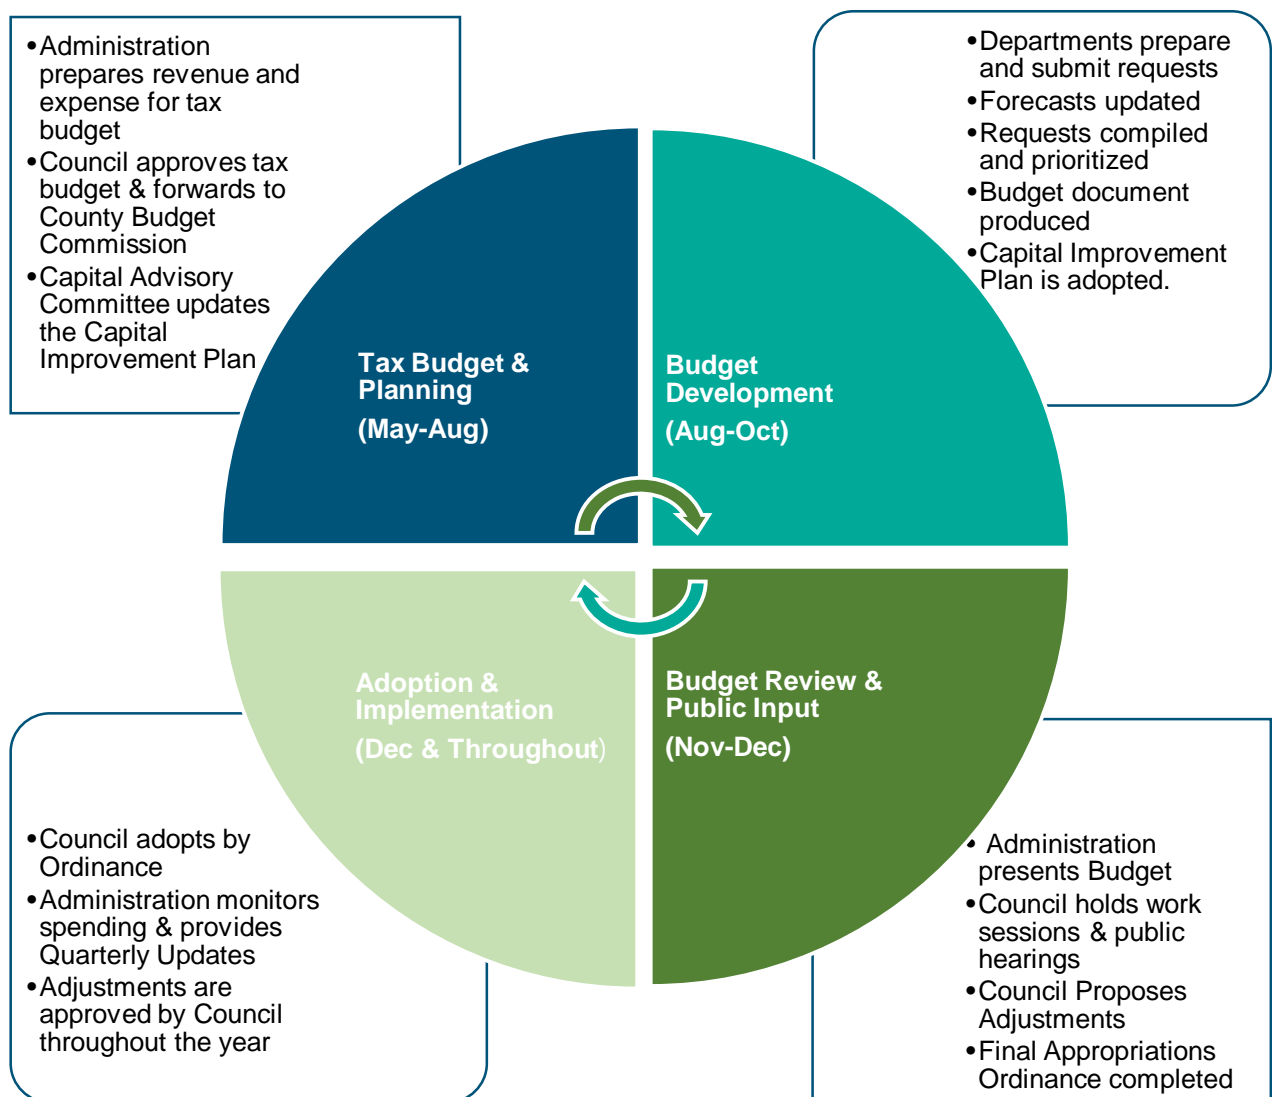 •Administration
prepares revenue and
expense for tax
budget
•Council approves tax
budget & forwards to
County Budget
Commission
•Capital Advisory
Committee updates
the Capital
Improvement Plan
•Departments prepare
and submit requests
•Forecasts updated
•Requests compiled
and prioritized
•Budget document
produced
•Capital Improvement
Plan is adopted.
Tax Budget &
Planning
(May-Aug)
Budget
Development
(Aug-Oct)
Adoption &
Implementation
(Dec & Throughout)
Budget Review &
Public Input
(Nov-Dec)
•Council adopts by
Ordinance
•Administration monitors
spending & provides
Quarterly Updates
•Adjustments are
approved by Council
throughout the year
• Administration
presents Budget
•Council holds work
sessions & public
hearings
•Council Proposes
Adjustments
•Final Appropriations
Ordinance completed